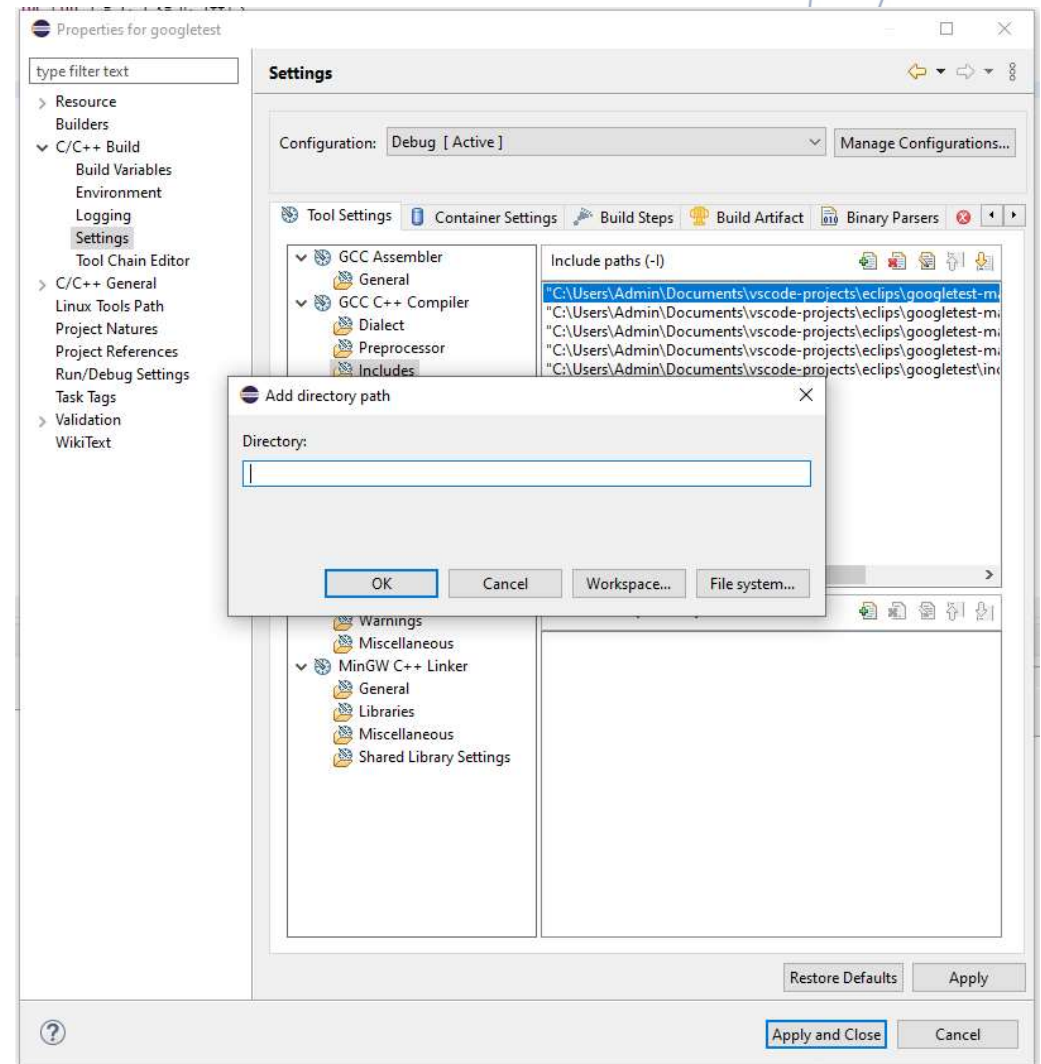 Properties for googletest
type filter text
Resource
Builders
C/C++ Build
Build Variables
Environment
Logging
Settings
Tool Chain Editor
C/C++ General
Linux Tools Path
Project Natures
Project References
Run/Debug Settings
Task Tags
Validation
WikiText
Settings
Configuration:
Debug [ Active ]
Manage Configurations...
Tool Settings
Container Settings
Build Steps
Build Artifact
Binary Parsers
GCC Assembler
General
GCC C++ Compiler
Dialect
Preprocessor
Includes
Include paths (-I)
"C:\Users\Admin\Documents\vscode-projects\eclips\googletest-ma
"C:\Users\Admin\Documents\vscode-projects\eclips\googletest-ma
"C:\Users\Admin\Documents\vscode-projects\eclips\googletest-ma
"C:\Users\Admin\Documents\vscode-projects\eclips\googletest-ma
"C:\Users\Admin\Documents\vscode-projects\eclips\googletest\inc
Add directory path
Directory:
OK
Cancel
Workspace...
File system...
Warnings
Miscellaneous
MinGW C++ Linker
General
Libraries
Miscellaneous
Shared Library Settings
Restore Defaults
Apply
Apply and Close
Cancel